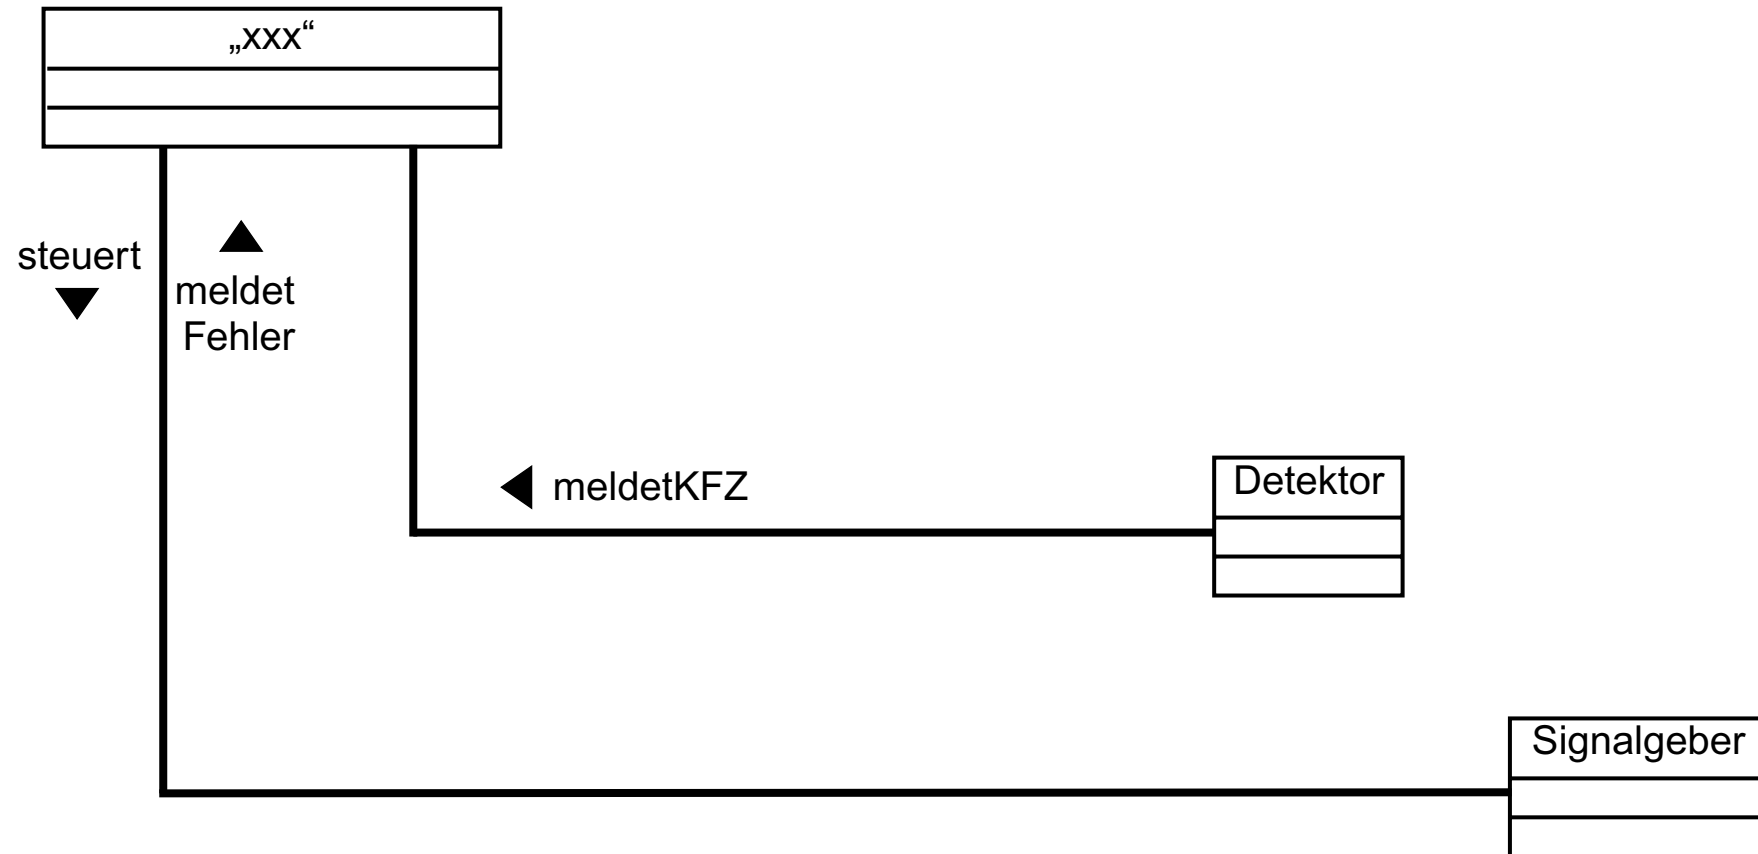 „xxx“
steuert
meldet
Fehler
meldetKFZ
Detektor
Signalgeber